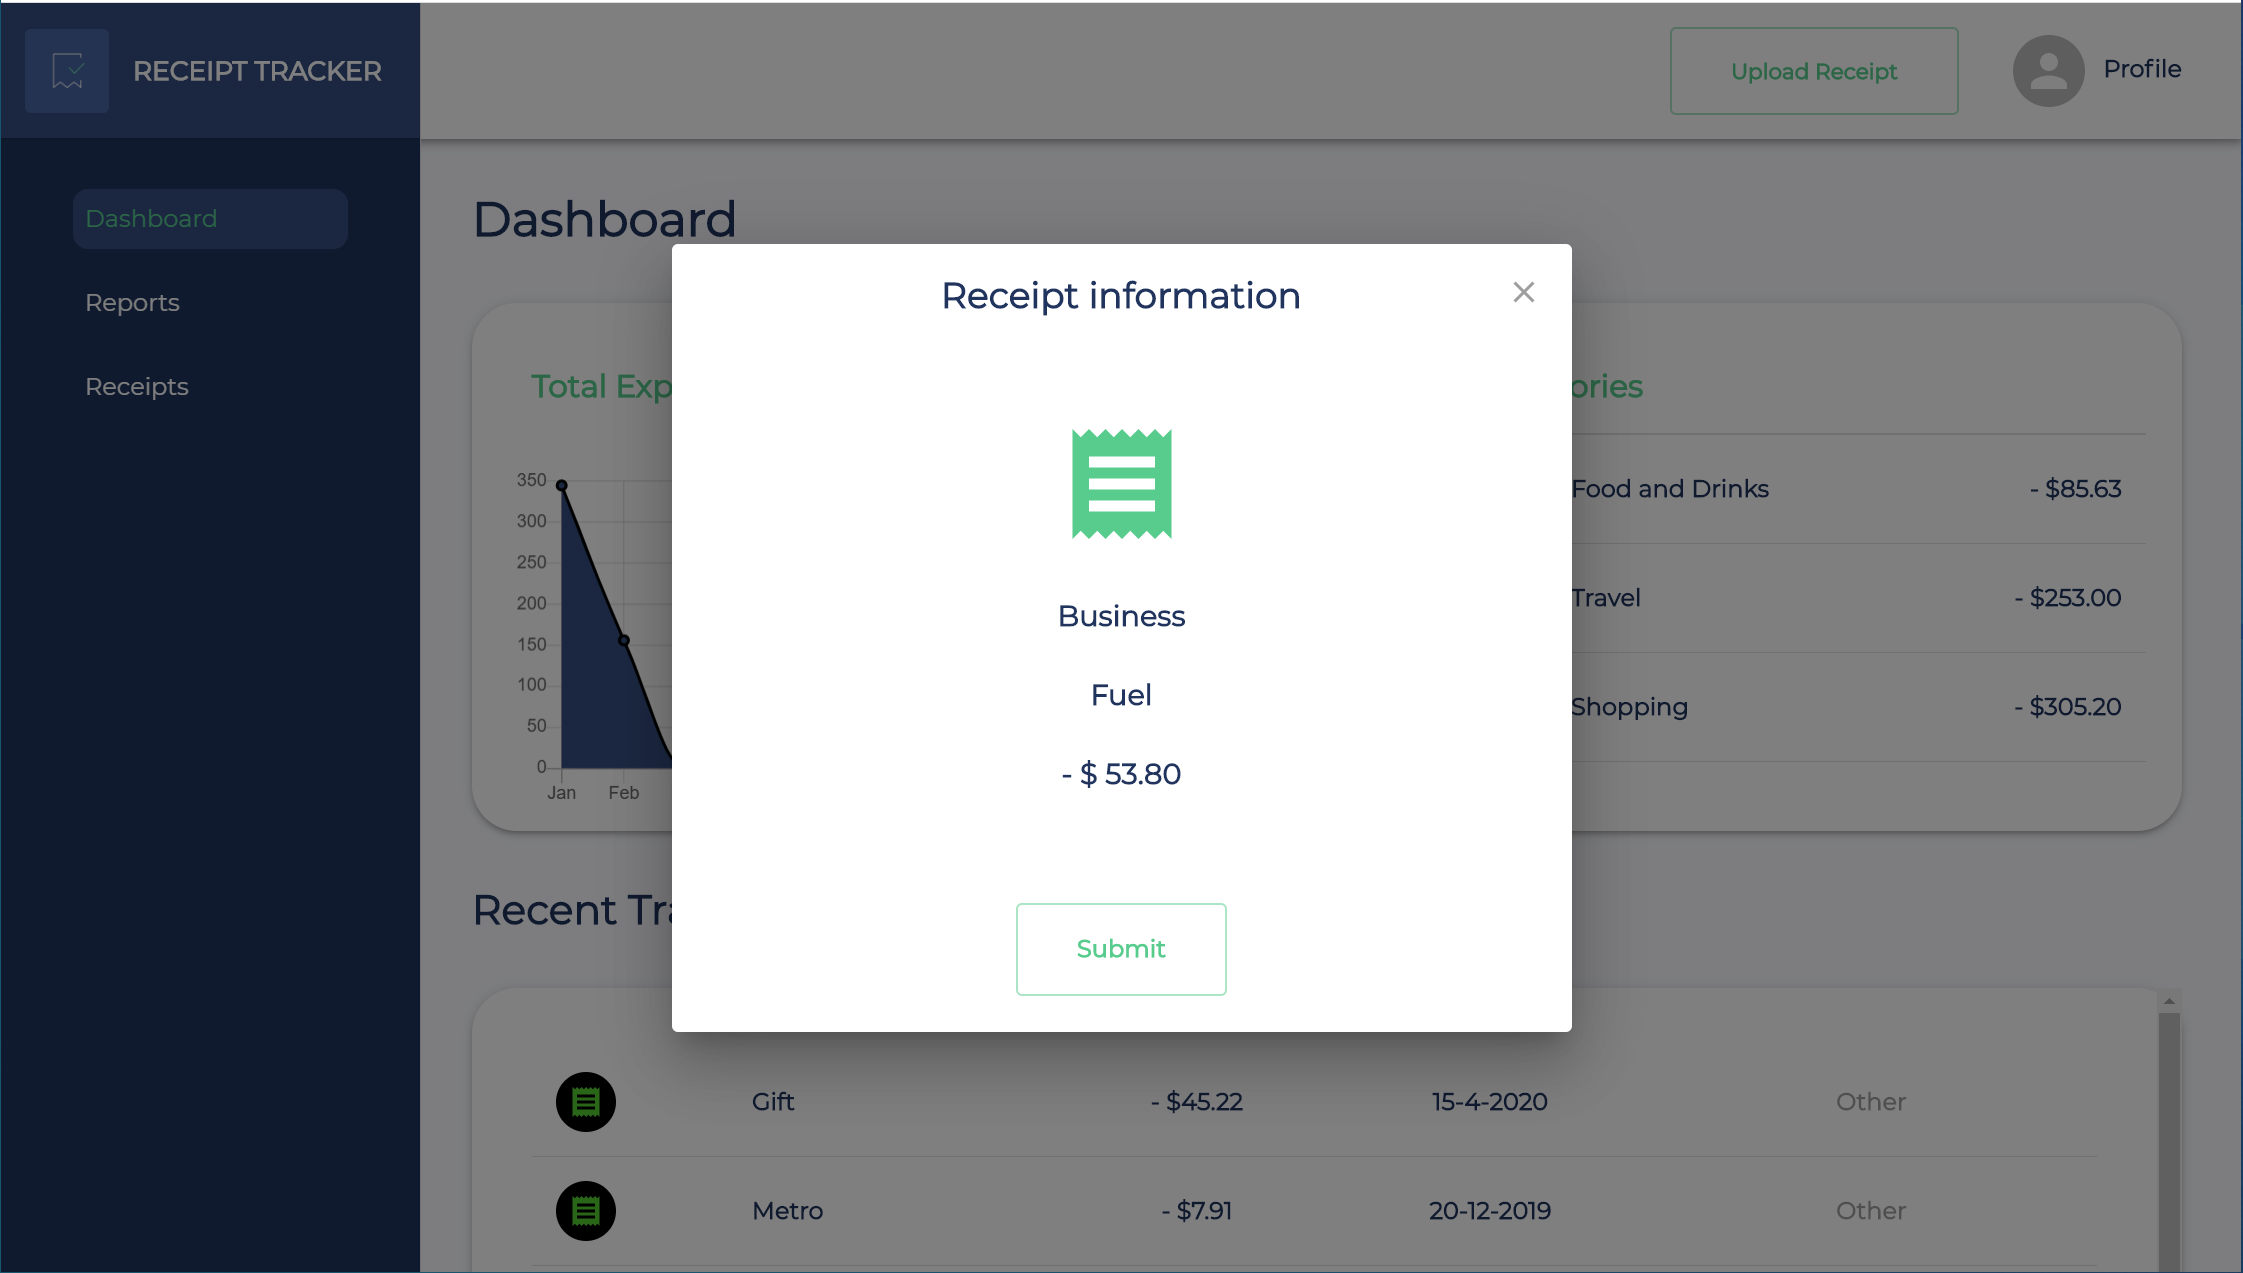 RECEIPT TRACKER
Upload Receipt
Profile
Dashboard
Reports
Receipts
Dashboard
Receipt information
Business
Fuel
- $ 53.80
Submit
Total Exp
350
300
250
200
150
100
50
0
Jan Feb
ories
Food and Drinks - $85.63
Travel - $253.00
Shopping - $305.20
Recent Tra
Gift - $45.22 15-4-2020 Other
Metro - $7.91 20-12-2019 Other